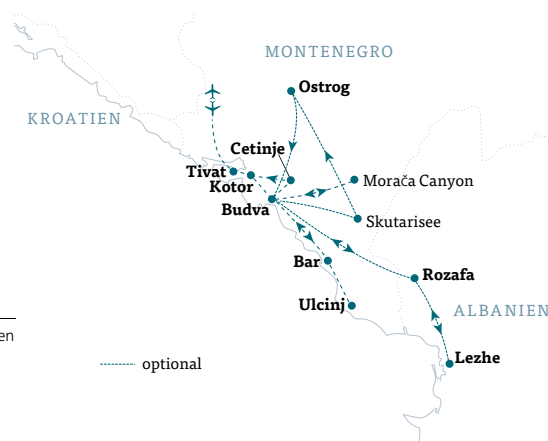 MONTENEGRO
Ostrog
KROATIEN
Cetinje
Tivat
Morača Canyon
Kotor
Budva
Skutarisee
Bar
Rozafa
Ulcinj
ALBANIEN
en
Lezhe
optional